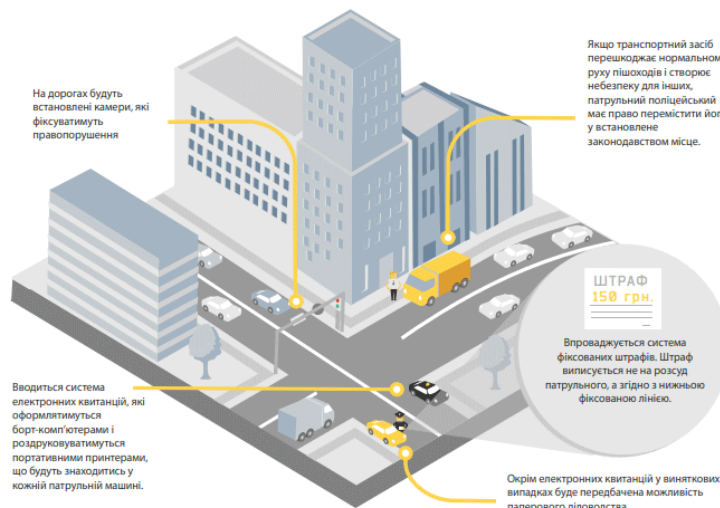 На дорогах будуть
встановлені камери, які
фіксуватимуть
правопорушення
Якщо транспортний засіб
перешкоджає нормальному
руху пішоходів і створює
небезпеку для інших,
патрульний поліцейський
має право перемістити
у встановлене
законодавством місце.
ШТРАФ
150 грн.
Впроваджується система
фіксованих штрафів. Штраф
виписується не на розсуд
патрульного, а згідно з нижньою
фіксованою лінією.
Вводиться система
електронних квитанцій, які
оформлятимуться
борт-комп'ютерами і
роздруковуватимуться
портативними принтерами,
що будуть знаходитись у
кожній патрульній машині.
Окрім електронних квитанцій у виняткових
випадках буде передбачена можливість
паперового діловодства